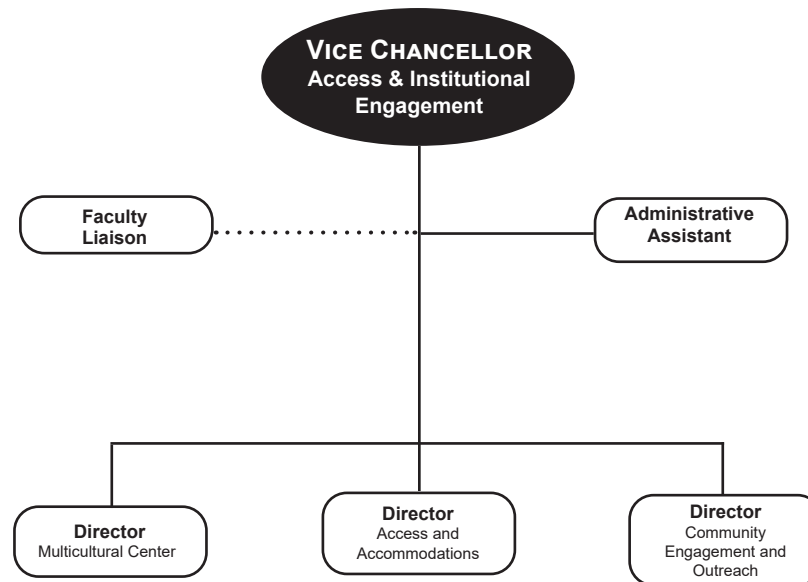 VICE CHANCELLOR
Access & Institutional
Engagement
Faculty
Liaison
Administrative
Assistant
Director
Multicultural Center
Director
Access and
Accommodations
Director
Community
Engagement and
Outreach